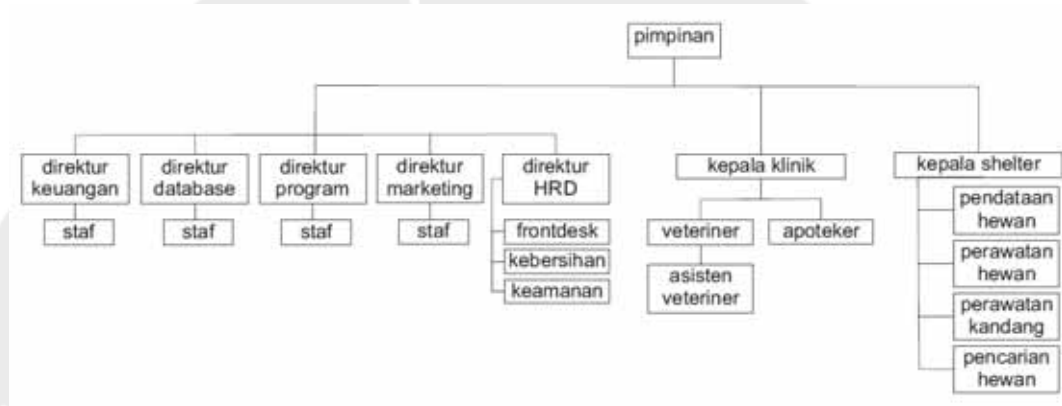 pimpinan
direktur
keuangan
direktur
database
direktur
program
direktur
marketing
direktur
HRD
kepala klinik
kepala shelter
staf
staf
staf
staf
frontdesk
kebersihan
keamanan
veteriner
apoteker
asisten
veteriner
pendataan
hewan
perawatan
hewan
perawatan
kandang
pencarian
hewan